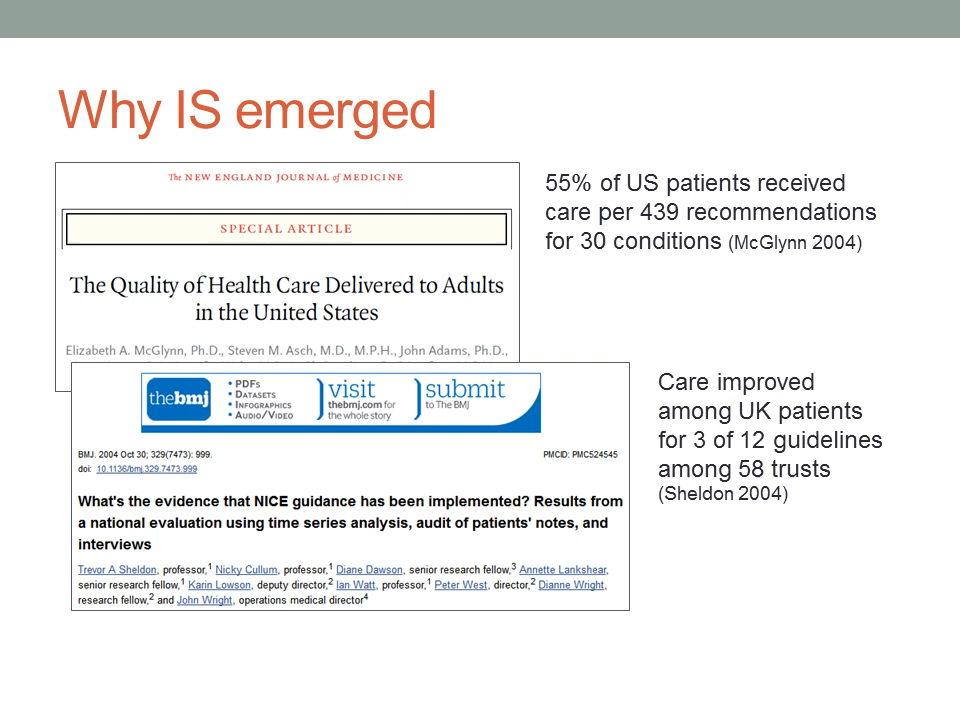 Why IS emerged
The NEW ENGLAND JOURNAL of MEDICINE
SPECIAL ARTICLE
The Quality of Health Care Delivered to Adults
in the United States
Elizabeth A. McGlynn, Ph.D., Steven M. Asch, M.D., M.P.H., John Adams, Ph.D.,
55% of US patients received
care per 439 recommendations
for 30 conditions (McGlynn 2004)
thebmj
• PDFs
• DATASETS
• INFOGRAPHICS
• AUDIO/VIDEO
visit
thebmj.com for
the whole story
submit
to The BMJ
BMJ. 2004 Oct 30; 329(7473): 999.
PMCID: PMC524545
doi: 10.1136/bmj.329.7473.999
What's the evidence that NICE guidance has been implemented? Results from
a national evaluation using time series analysis, audit of patients' notes, and
interviews
Trevor A Sheldon, professor,1 Nicky Cullum, professor,1 Diane Dawson, senior research fellow,3 Annette Lankshear,
senior research fellow,1 Karin Lowson, deputy director,2 Ian Watt, professor,1 Peter West, director,2 Dianne Wright,
research fellow,2 and John Wright, operations medical director4
Care improved
among UK patients
for 3 of 12 guidelines
among 58 trusts
(Sheldon 2004)